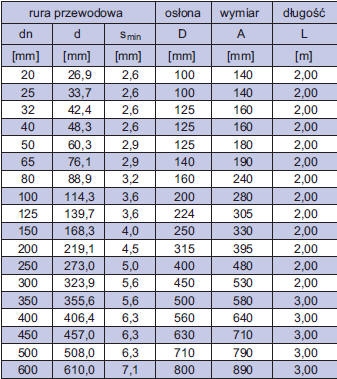 rura przewodowa osłona wymiar długość
dn d smin D A L
[mm] [mm] [mm] [mm] [mm] [m]
20 26,9 2,6 100 140 2,00
25 33,7 2,6 100 140 2,00
32 42,4 2,6 125 160 2,00
40 48,3 2,6 125 160 2,00
50 60,3 2,9 125 180 2,00
65 76,1 2,9 140 190 2,00
80 88,9 3,2 160 240 2,00
100 114,3 3,6 200 280 2,00
125 139,7 3,6 224 305 2,00
150 168,3 4,0 250 330 2,00
200 219,1 4,5 315 395 2,00
250 273,0 5,0 400 480 2,00
300 323,9 5,6 450 530 2,00
350 355,6 5,6 500 580 3,00
400 406,4 6,3 560 640 3,00
450 457,0 6,3 630 710 3,00
500 508,0 6,3 710 790 3,00
600 610,0 7,1 800 890 3,00